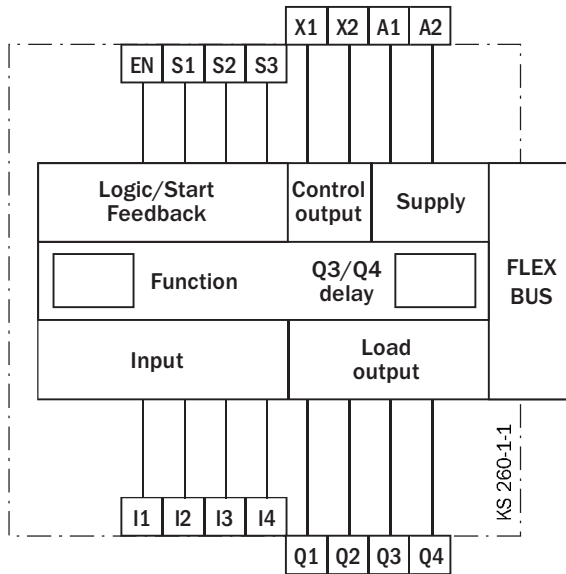 X1 X2 A1 A2
EN S1 S2 S3
Logic/Start
Feedback
Control
output
Supply
Function
Q3/Q4
delay
FLEX
BUS
Input
Load
output
KS 260-1-1
I1 I2 I3 I4
Q1 Q2 Q3 Q4